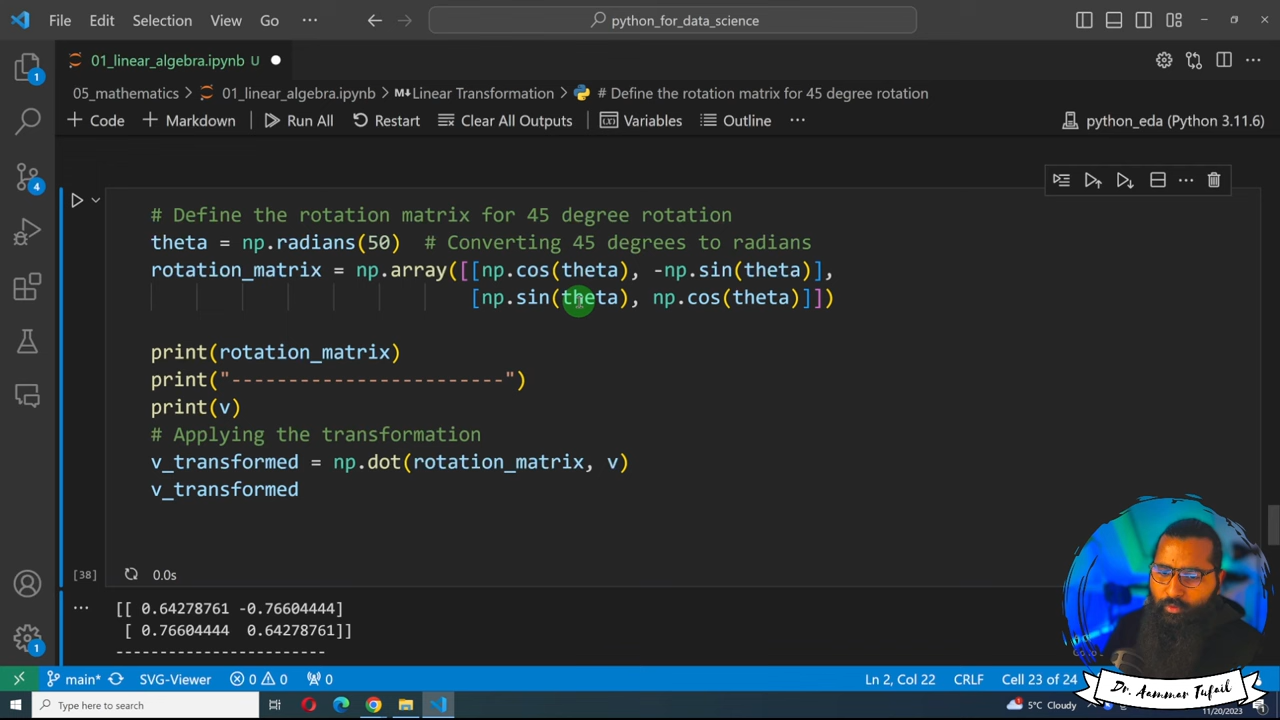 File Edit Selection View Go ··· python_for_data_science
01_linear_algebra.ipynb U
05_mathematics > 01_linear_algebra.ipynb > M↓Linear Transformation > # Define the rotation matrix for 45 degree rotation
+ Code + Markdown Run All Restart Clear All Outputs Variables Outline ··· python_eda (Python 3.11.6)
# Define the rotation matrix for 45 degree rotation
theta = np.radians(50)  # Converting 45 degrees to radians
rotation_matrix = np.array([[np.cos(theta), -np.sin(theta)],
[np.sin(theta), np.cos(theta)]])
print(rotation_matrix)
print("------------------------")
print(v)
# Applying the transformation
v_transformed = np.dot(rotation_matrix, v)
v_transformed
[38] 0.0s
[[ 0.64278761 -0.76604444]
[ 0.76604444  0.64278761]]
------------------------
main* SVG-Viewer 0 0 0 Ln 2, Col 22 CRLF Cell 23 of 24
Dr. Aammar Tufail
Type here to search 5°C Cloudy 11/20/2023